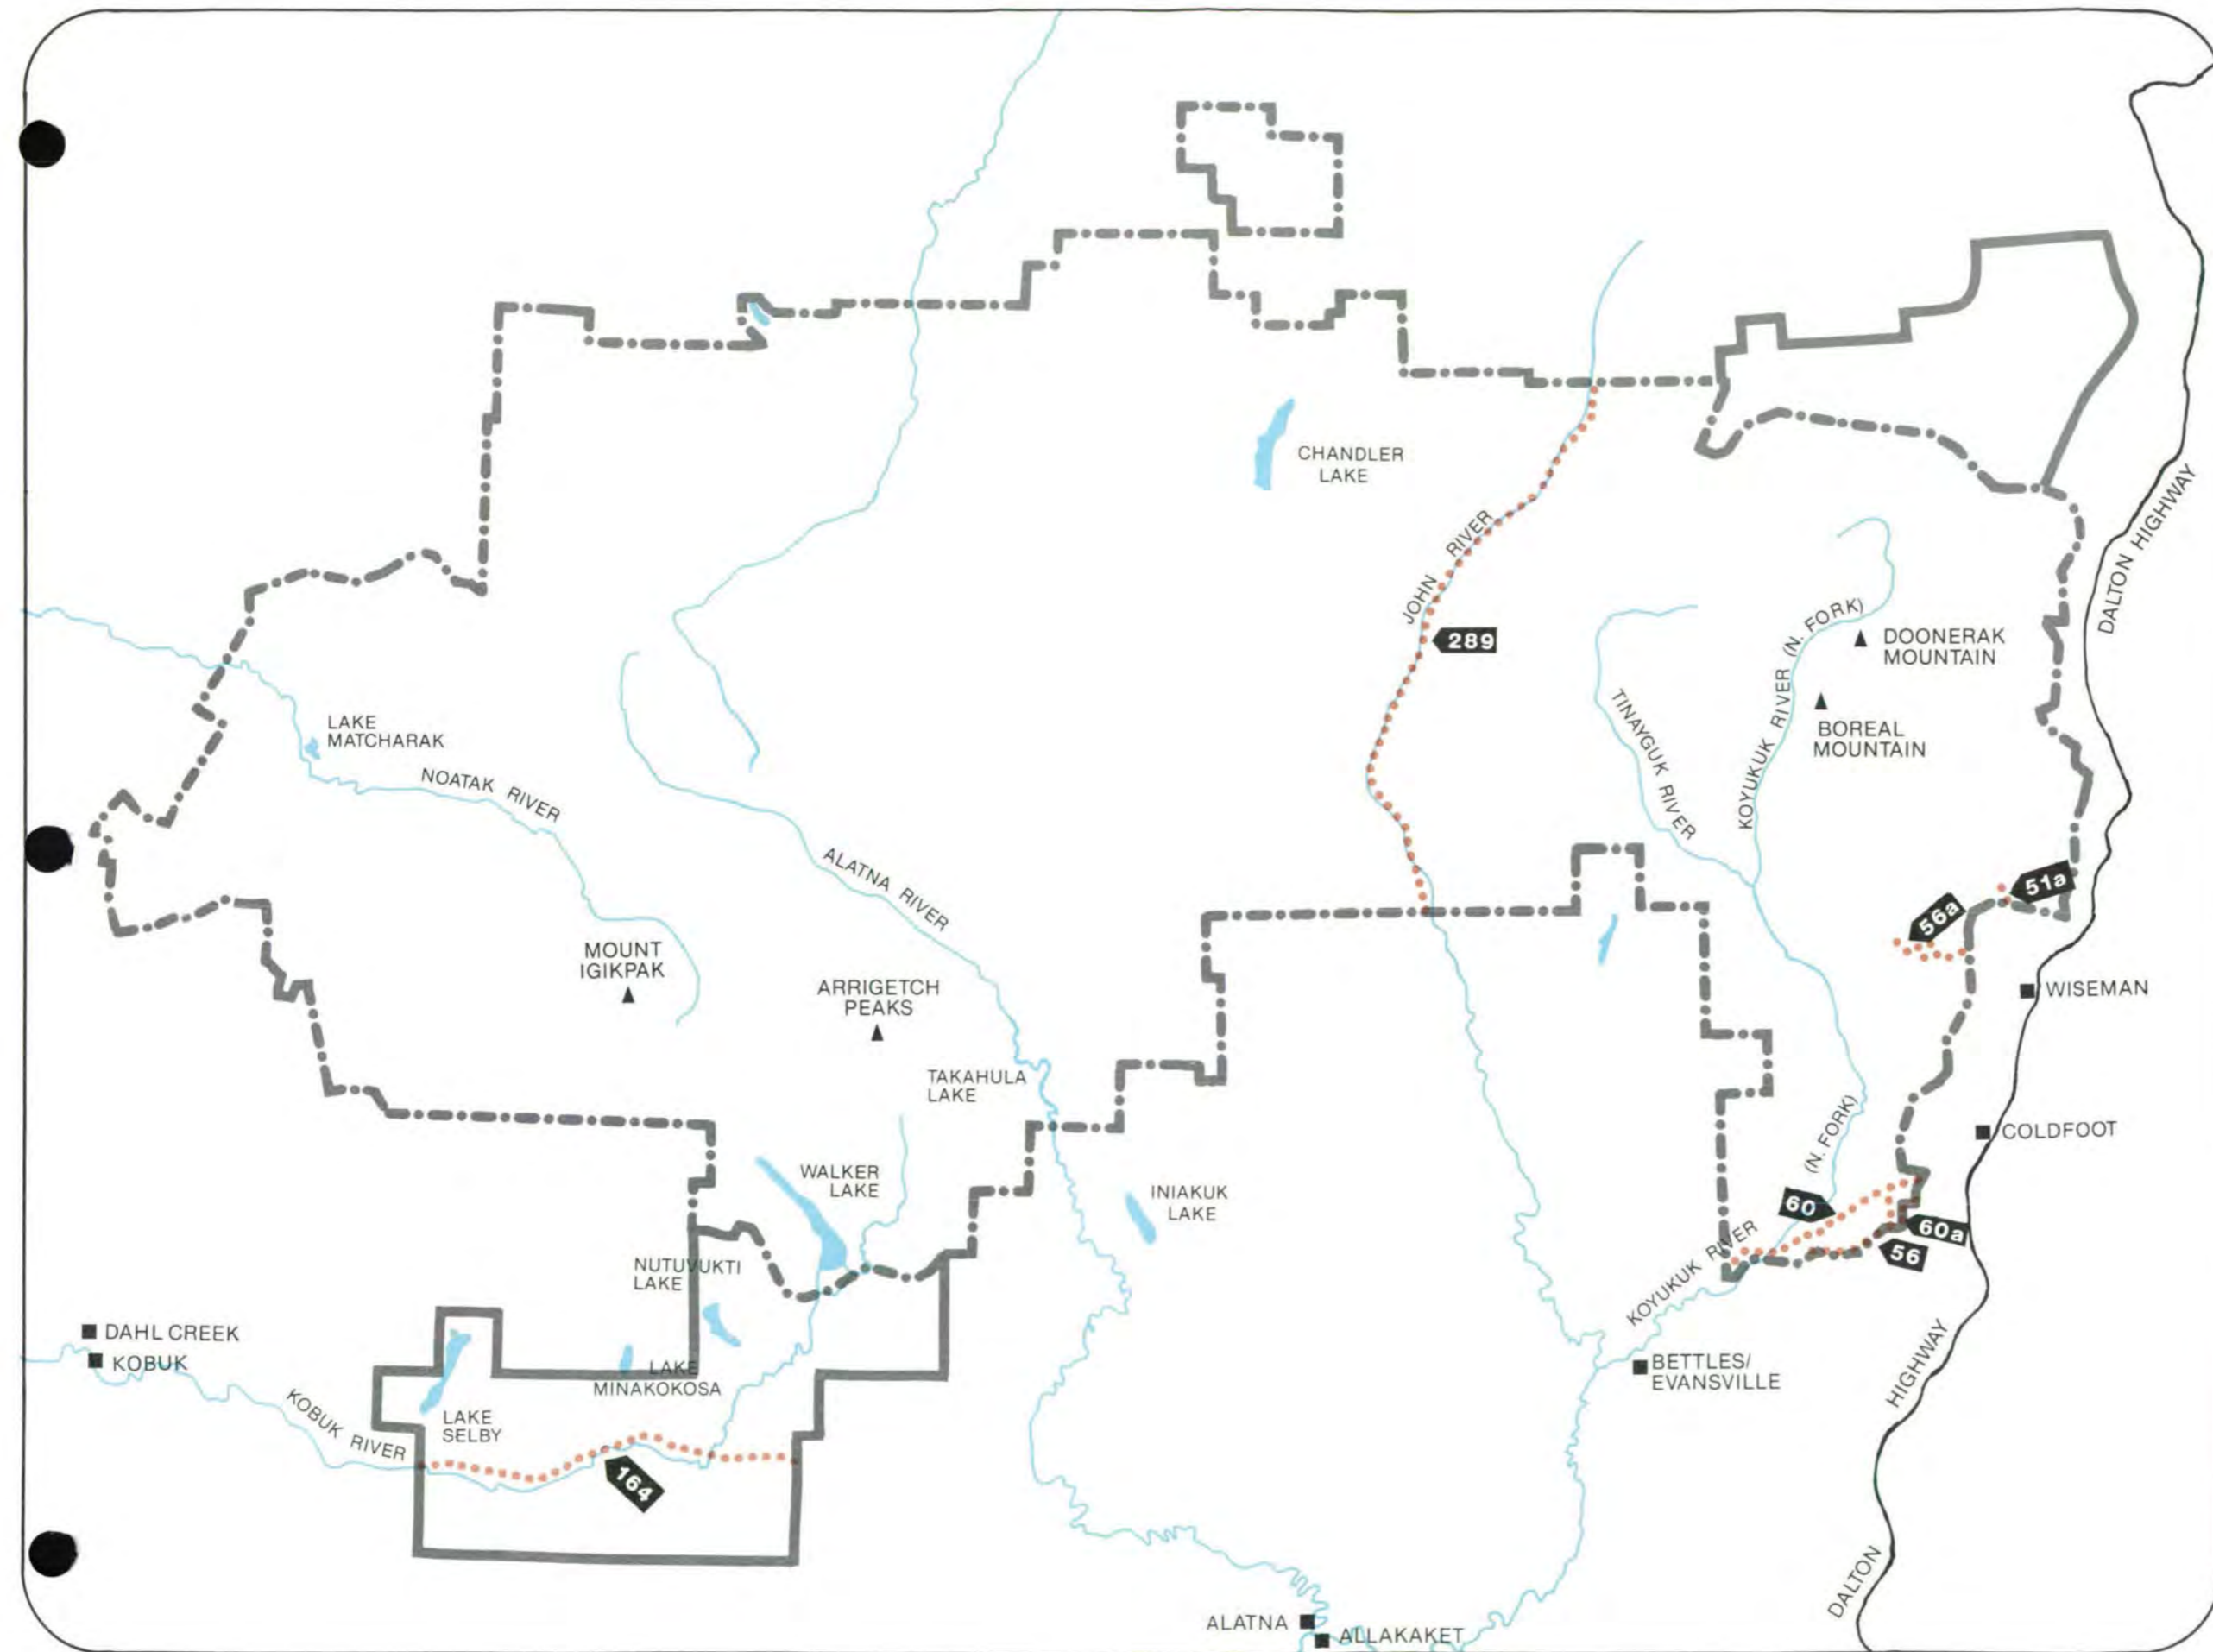 CHANDLER
LAKE
JOHN RIVER
289
DALTON HIGHWAY
KOYUKUK RIVER (N. FORK)
DOONERAK
MOUNTAIN
BOREAL
MOUNTAIN
TINAYGUK RIVER
LAKE
MATCHARAK
NOATAK RIVER
ALATNA RIVER
51a
56a
MOUNT
IGIKPAK
ARRIGETCH
PEAKS
WISEMAN
TAKAHULA
LAKE
COLDFOOT
(N. FORK)
WALKER
LAKE
INIAKUK
LAKE
60
60a
56
KOYUKUK RIVER
NUTUVUKTI
LAKE
DAHL CREEK
KOBUK
LAKE
MINAKOKOSA
BETTLES/
EVANSVILLE
KOBUK RIVER
LAKE
SELBY
164
DALTON HIGHWAY
ALATNA
ALLAKAKET